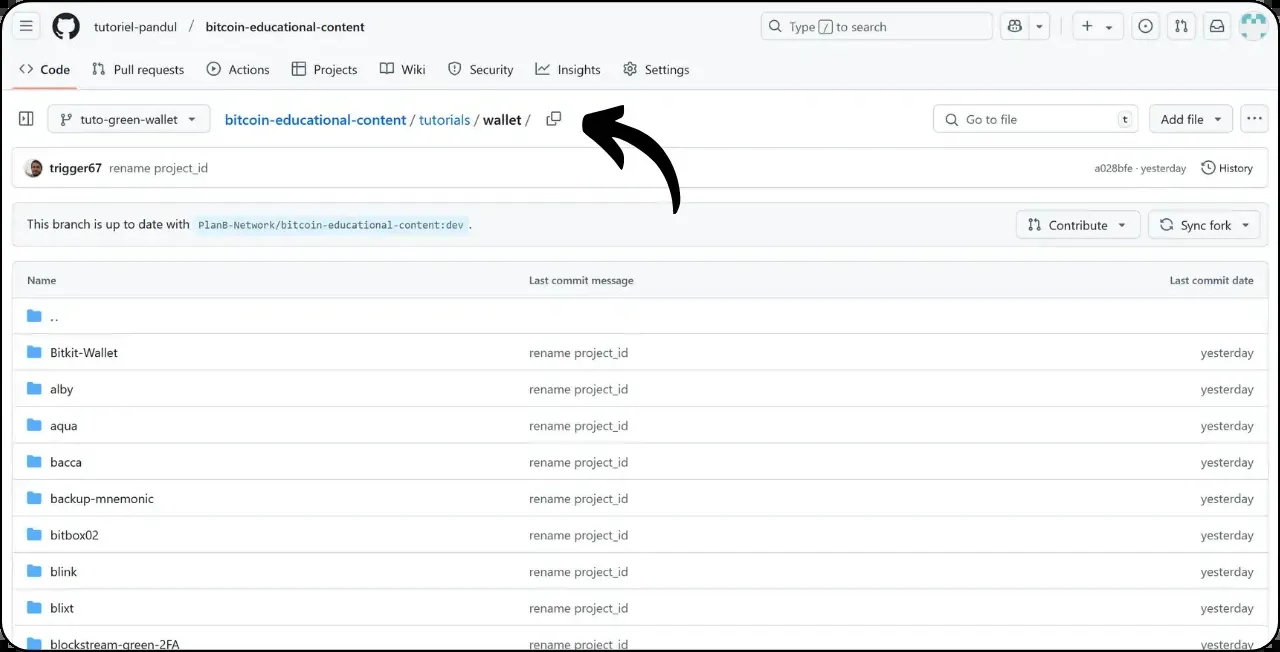 tutoriel-pandul / bitcoin-educational-content Type / to search
Code Pull requests Actions Projects Wiki Security Insights Settings
tuto-green-wallet bitcoin-educational-content / tutorials / wallet / Go to file t Add file
trigger67 rename project_id a028bfe · yesterday History
This branch is up to date with PlanB-Network/bitcoin-educational-content:dev . Contribute Sync fork
Name Last commit message Last commit date
..
Bitkit-Wallet rename project_id yesterday
alby rename project_id yesterday
aqua rename project_id yesterday
bacca rename project_id yesterday
backup-mnemonic rename project_id yesterday
bitbox02 rename project_id yesterday
blink rename project_id yesterday
blixt rename project_id yesterday
blockstream-green-2FA rename project_id yesterday